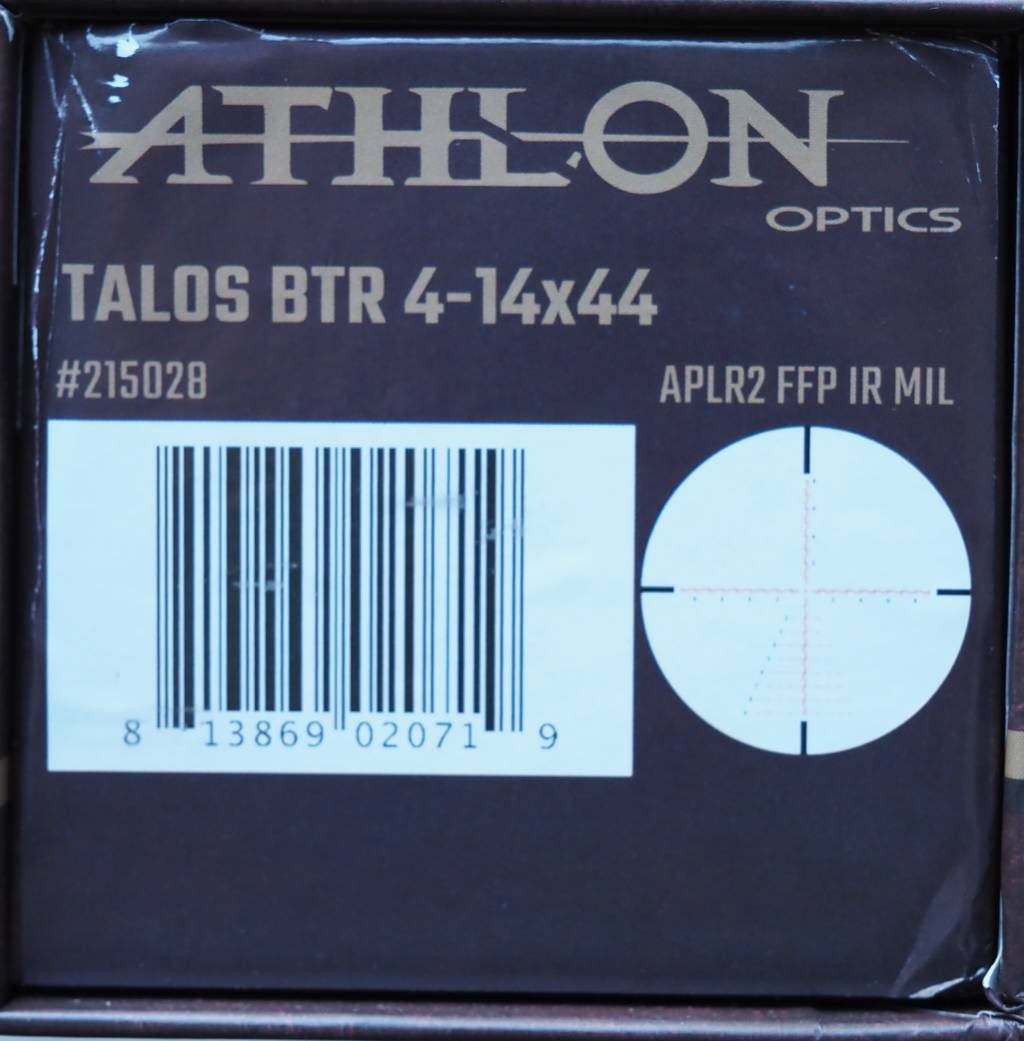 ATHLON
OPTICS
TALOS BTR 4-14x44
#215028
APLR2 FFP IR MIL
8 13869 02071 9